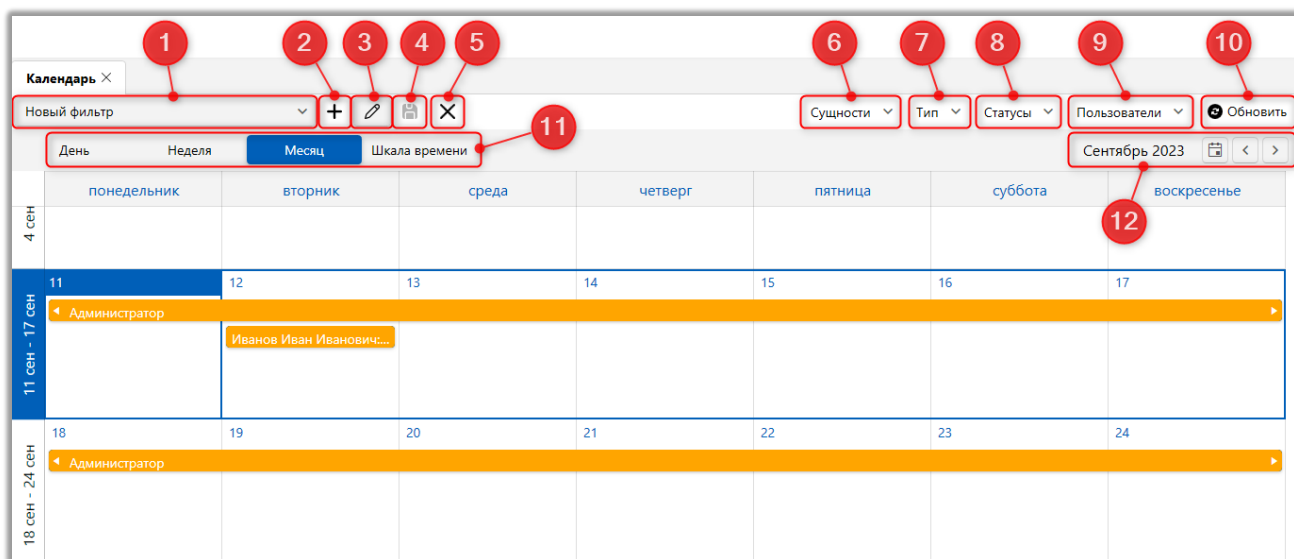 1 2 3 4 5 6 7 8 9 10
Календарь
Новый фильтр Сущности Тип Статусы Пользователи Обновить
11
День Неделя Месяц Шкала времени Сентябрь 2023
понедельник вторник среда четверг пятница суббота воскресенье
12
4 сен
11 12 13 14 15 16 17
Администратор
Иванов Иван Иванович:...
11 сен - 17 сен
18 19 20 21 22 23 24
Администратор
18 сен - 24 сен